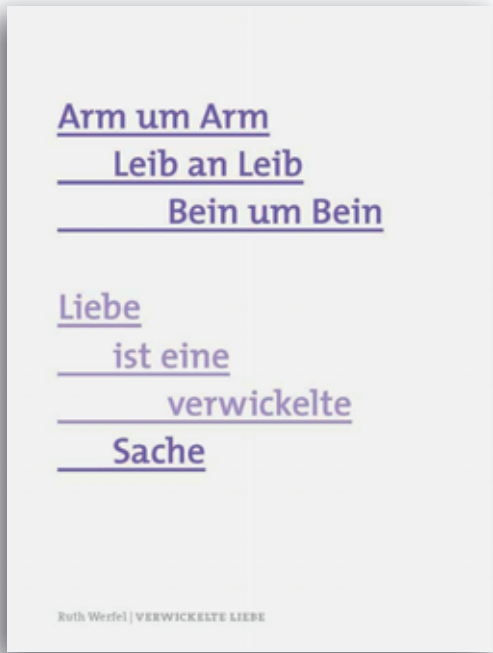 Arm um Arm
Leib an Leib
Bein um Bein
Liebe
ist eine
verwickelte
Sache
Ruth Werfel | VERWICKELTE LIEBE